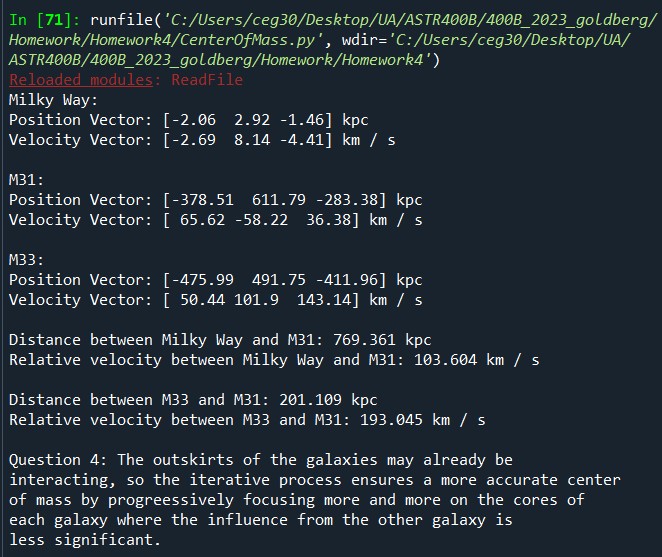 In [71]: runfile('C:/Users/ceg30/Desktop/UA/ASTR400B/400B_2023_goldberg/
Homework/Homework4/CenterOfMass.py', wdir='C:/Users/ceg30/Desktop/UA/
ASTR400B/400B_2023_goldberg/Homework/Homework4')
Reloaded modules: ReadFile
Milky Way:
Position Vector: [-2.06  2.92 -1.46] kpc
Velocity Vector: [-2.69  8.14 -4.41] km / s

M31:
Position Vector: [-378.51  611.79 -283.38] kpc
Velocity Vector: [ 65.62 -58.22  36.38] km / s

M33:
Position Vector: [-475.99  491.75 -411.96] kpc
Velocity Vector: [ 50.44 101.9  143.14] km / s

Distance between Milky Way and M31: 769.361 kpc
Relative velocity between Milky Way and M31: 103.604 km / s

Distance between M33 and M31: 201.109 kpc
Relative velocity between M33 and M31: 193.045 km / s

Question 4: The outskirts of the galaxies may already be
interacting, so the iterative process ensures a more accurate center
of mass by progreessively focusing more and more on the cores of
each galaxy where the influence from the other galaxy is
less significant.